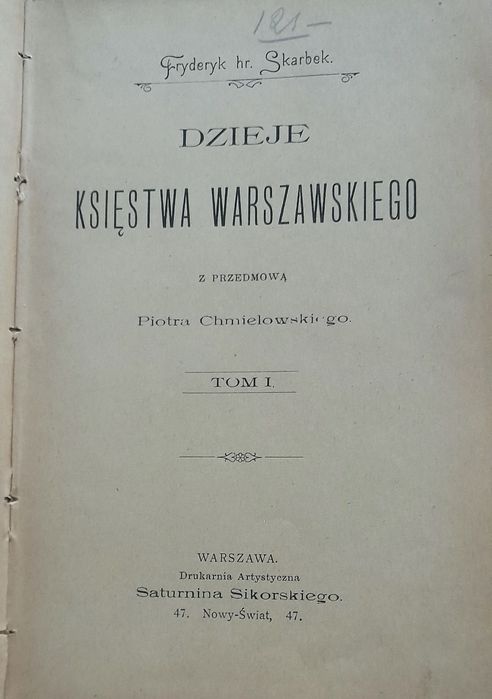 121-
Fryderyk hr. Skarbek.
DZIEJE
KSIĘSTWA WARSZAWSKIEGO
Z PRZEDMOWĄ
Piotra Chmielowskiego.
TOM I.
WARSZAWA.
Drukarnia Artystyczna
Saturnina Sikorskiego.
47. Nowy-Świat, 47.